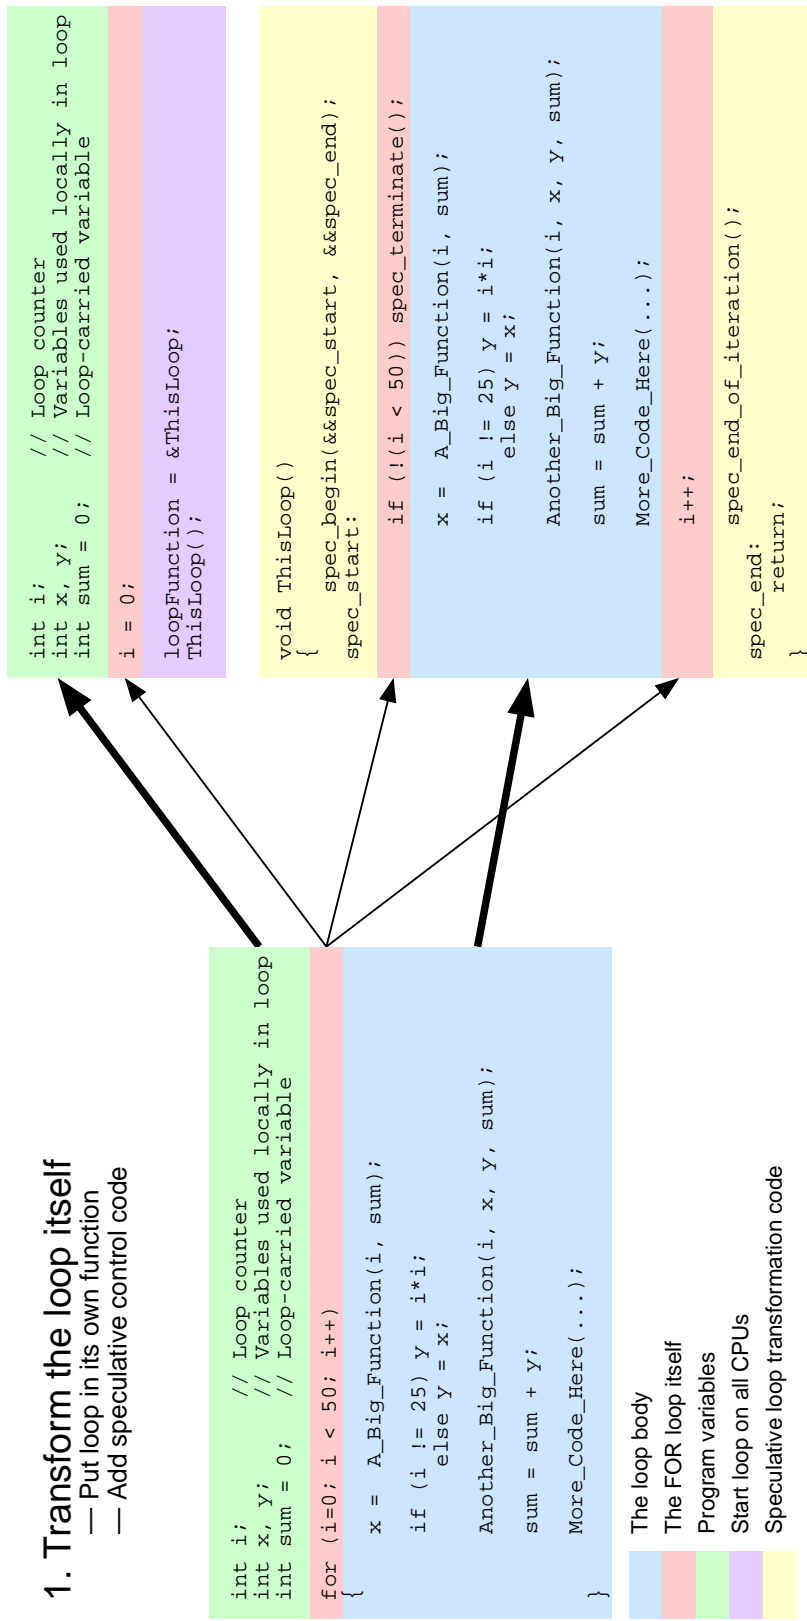 1. Transform the loop itself
— Put loop in its own function
— Add speculative control code
int i; // Loop counter
int x, y; // Variables used locally in loop
int sum = 0; // Loop-carried variable
for (i=0; i < 50; i++)
{
x = A_Big_Function(i, sum);
if (i != 25) y = i*i;
else y = x;
Another_Big_Function(i, x, y, sum);
sum = sum + y;
More_Code_Here(...);
}
The loop body
The FOR loop itself
Program variables
Start loop on all CPUs
Speculative loop transformation code
int i; // Loop counter
int x, y; // Variables used locally in loop
int sum = 0; // Loop-carried variable
i = 0;
loopFunction = &ThisLoop;
ThisLoop();
void ThisLoop()
{
spec_begin(&&spec_start, &&spec_end);
spec_start:
if (!(i < 50)) spec_terminate();
x = A_Big_Function(i, sum);
if (i != 25) y = i*i;
else y = x;
Another_Big_Function(i, x, y, sum);
sum = sum + y;
More_Code_Here(...);
i++;
spec_end_of_iteration();
spec_end:
return;
}